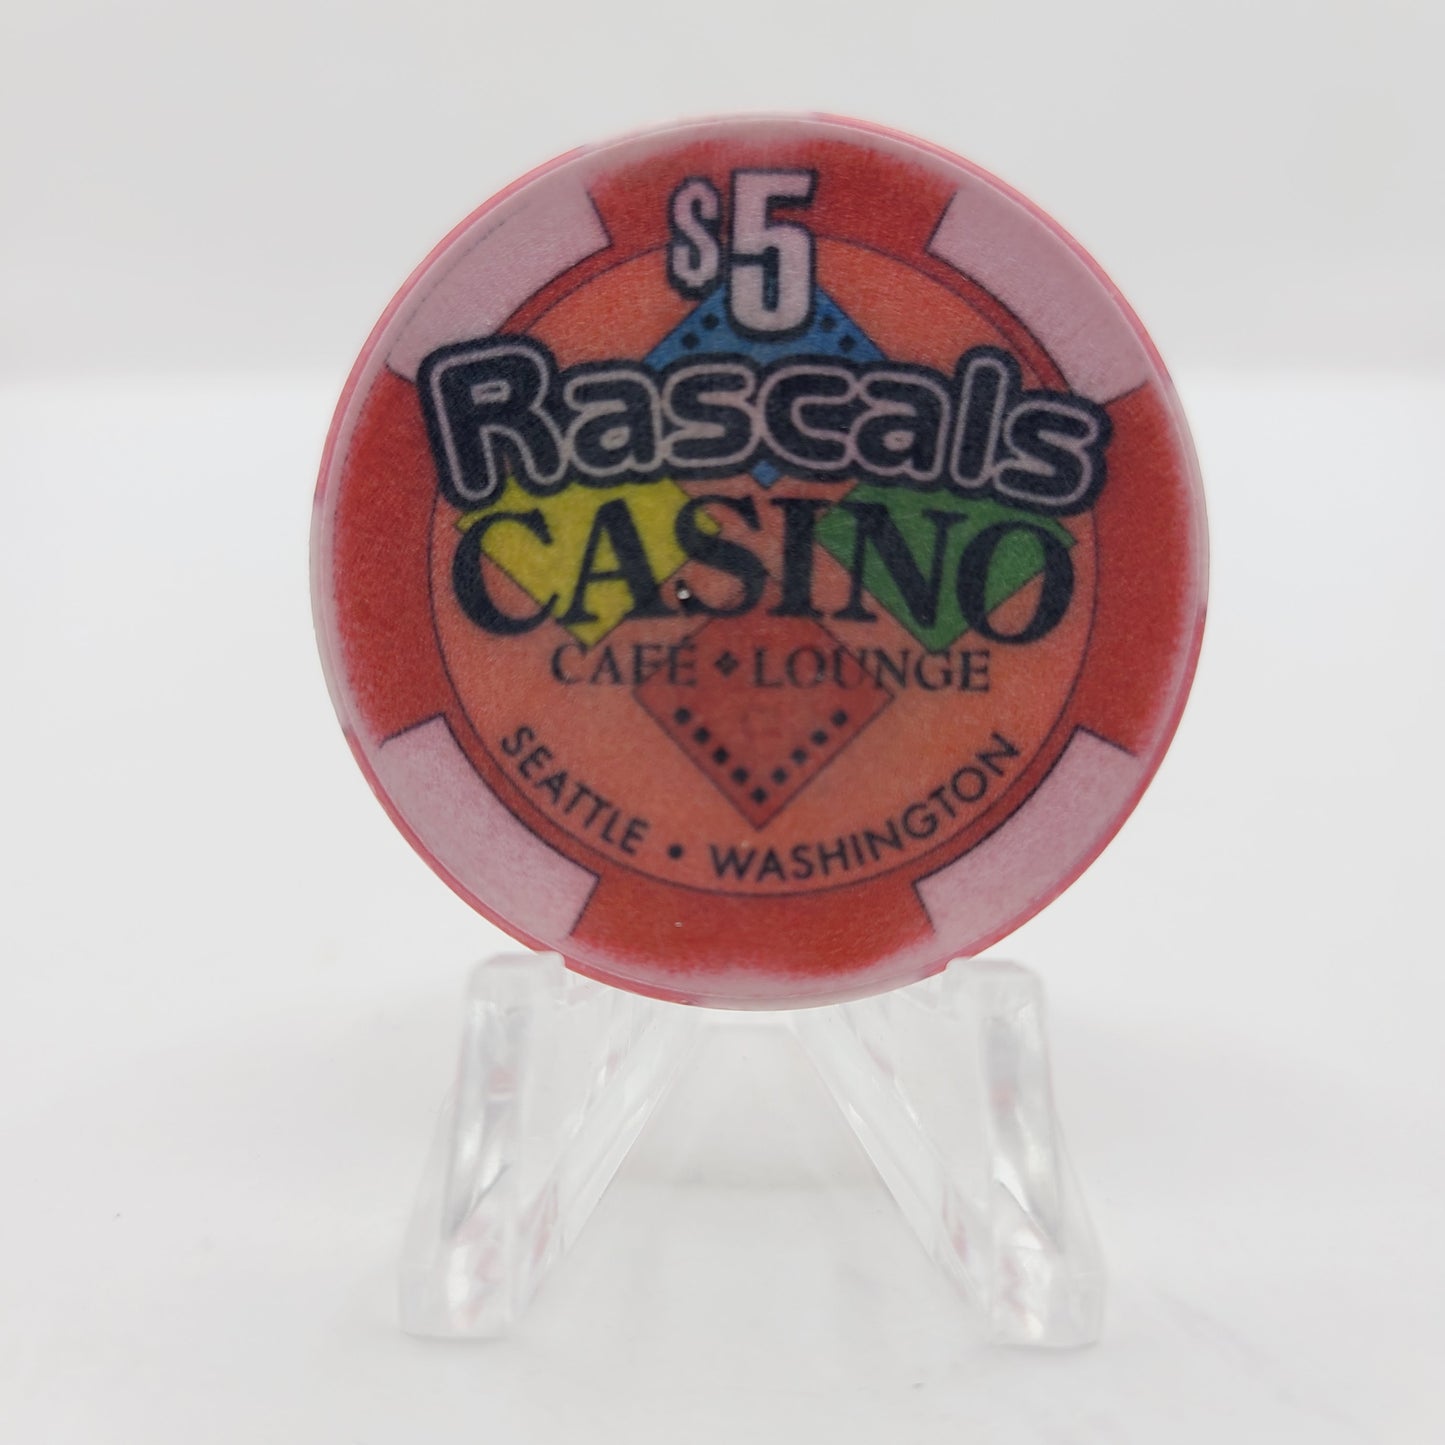 $5
Rascals
CASINO
CAFÉ ◆ LOUNGE
SEATTLE • WASHINGTON